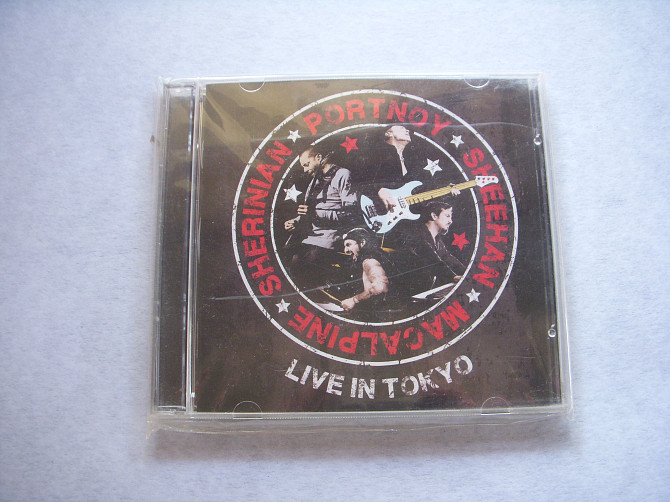 PORTNOY
SHEEHAN
MACALPINE
SHERINIAN
LIVE IN TOKYO